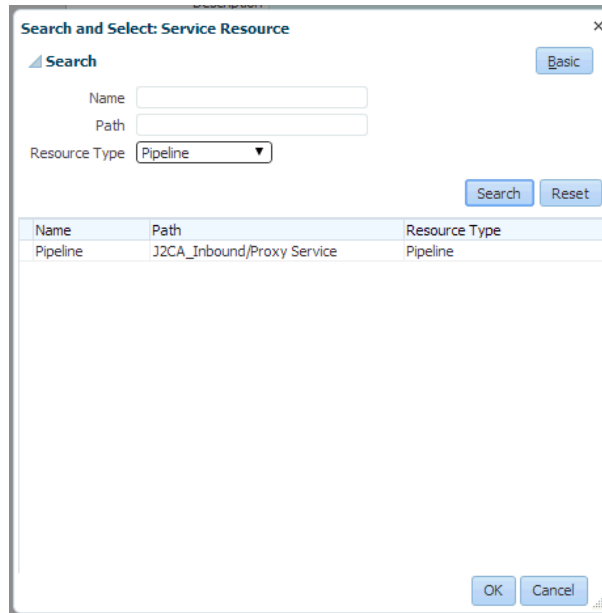 Description
Search and Select: Service Resource
Search
Basic
Name
Path
Resource Type Pipeline
Search Reset
Name Path Resource Type
Pipeline J2CA_Inbound/Proxy Service Pipeline
OK Cancel